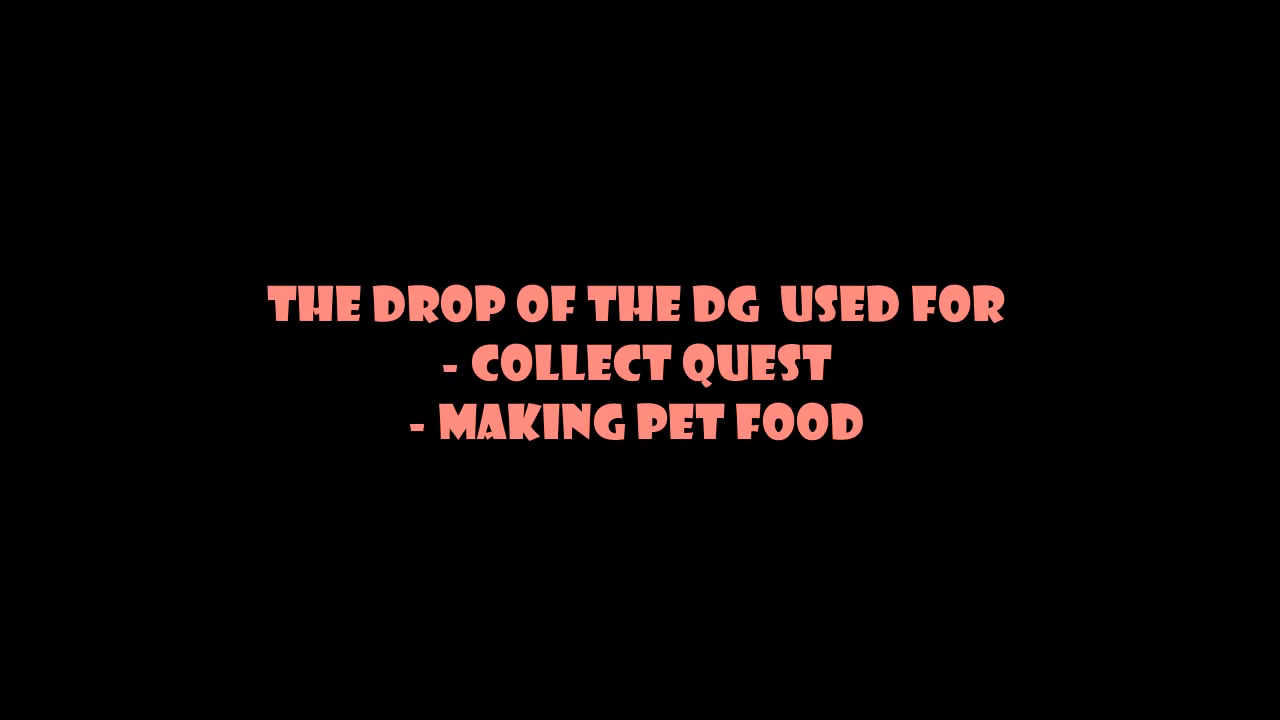 THE DROP OF THE DG USED FOR
- COLLECT QUEST
- MAKING PET FOOD